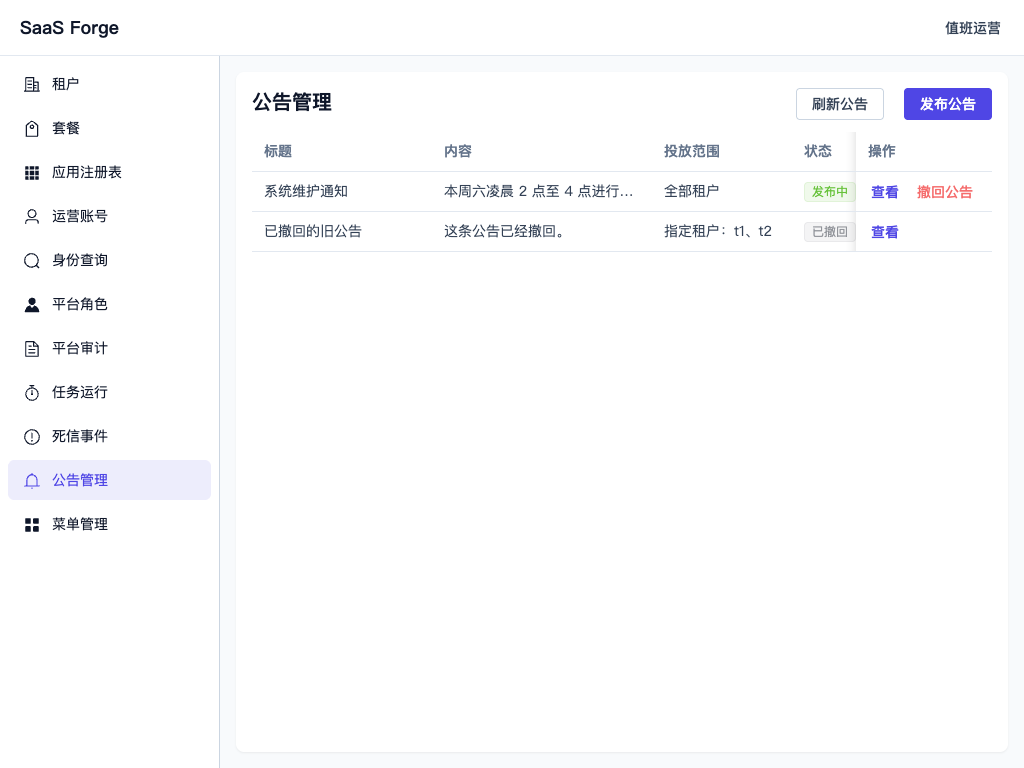 SaaS Forge
值班运营
租户
套餐
应用注册表
运营账号
身份查询
平台角色
平台审计
任务运行
死信事件
公告管理
菜单管理
公告管理
刷新公告
发布公告
标题 内容 投放范围 状态 操作
系统维护通知 本周六凌晨 2 点至 4 点进行… 全部租户 发布中 查看 撤回公告
已撤回的旧公告 这条公告已经撤回。 指定租户：t1、t2 已撤回 查看